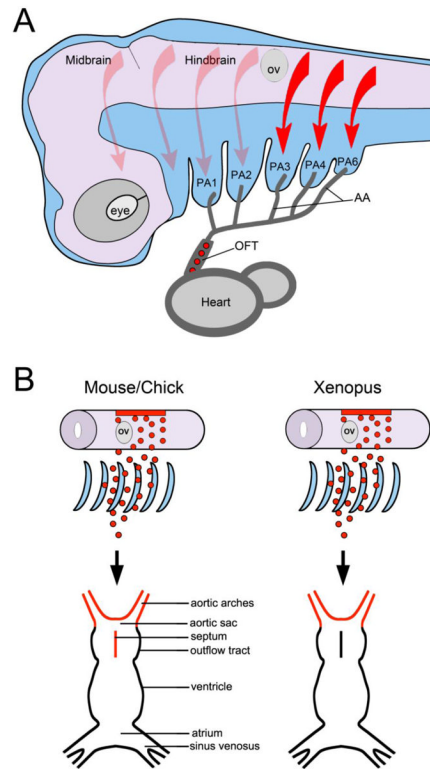 A
Midbrain
Hindbrain
ov
PA1
PA2
PA3
PA4
PA6
AA
eye
OFT
Heart
B
Mouse/Chick
Xenopus
ov
ov
aortic arches
aortic sac
septum
outflow tract
ventricle
atrium
sinus venosus